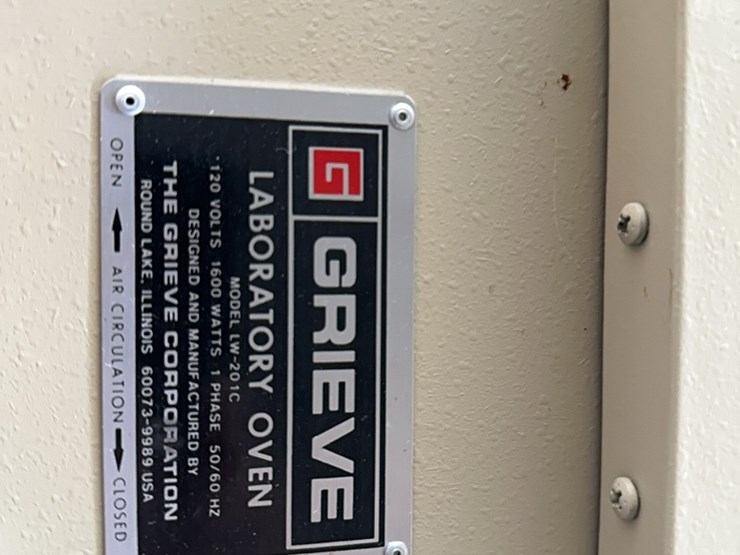 G GRIEVE
LABORATORY OVEN
MODEL LW-201C
120 VOLTS 1600 WATTS 1 PHASE 50/60 HZ
DESIGNED AND MANUFACTURED BY
THE GRIEVE CORPORATION
ROUND LAKE, ILLINOIS 60073-9989 USA
OPEN ← AIR CIRCULATION → CLOSED